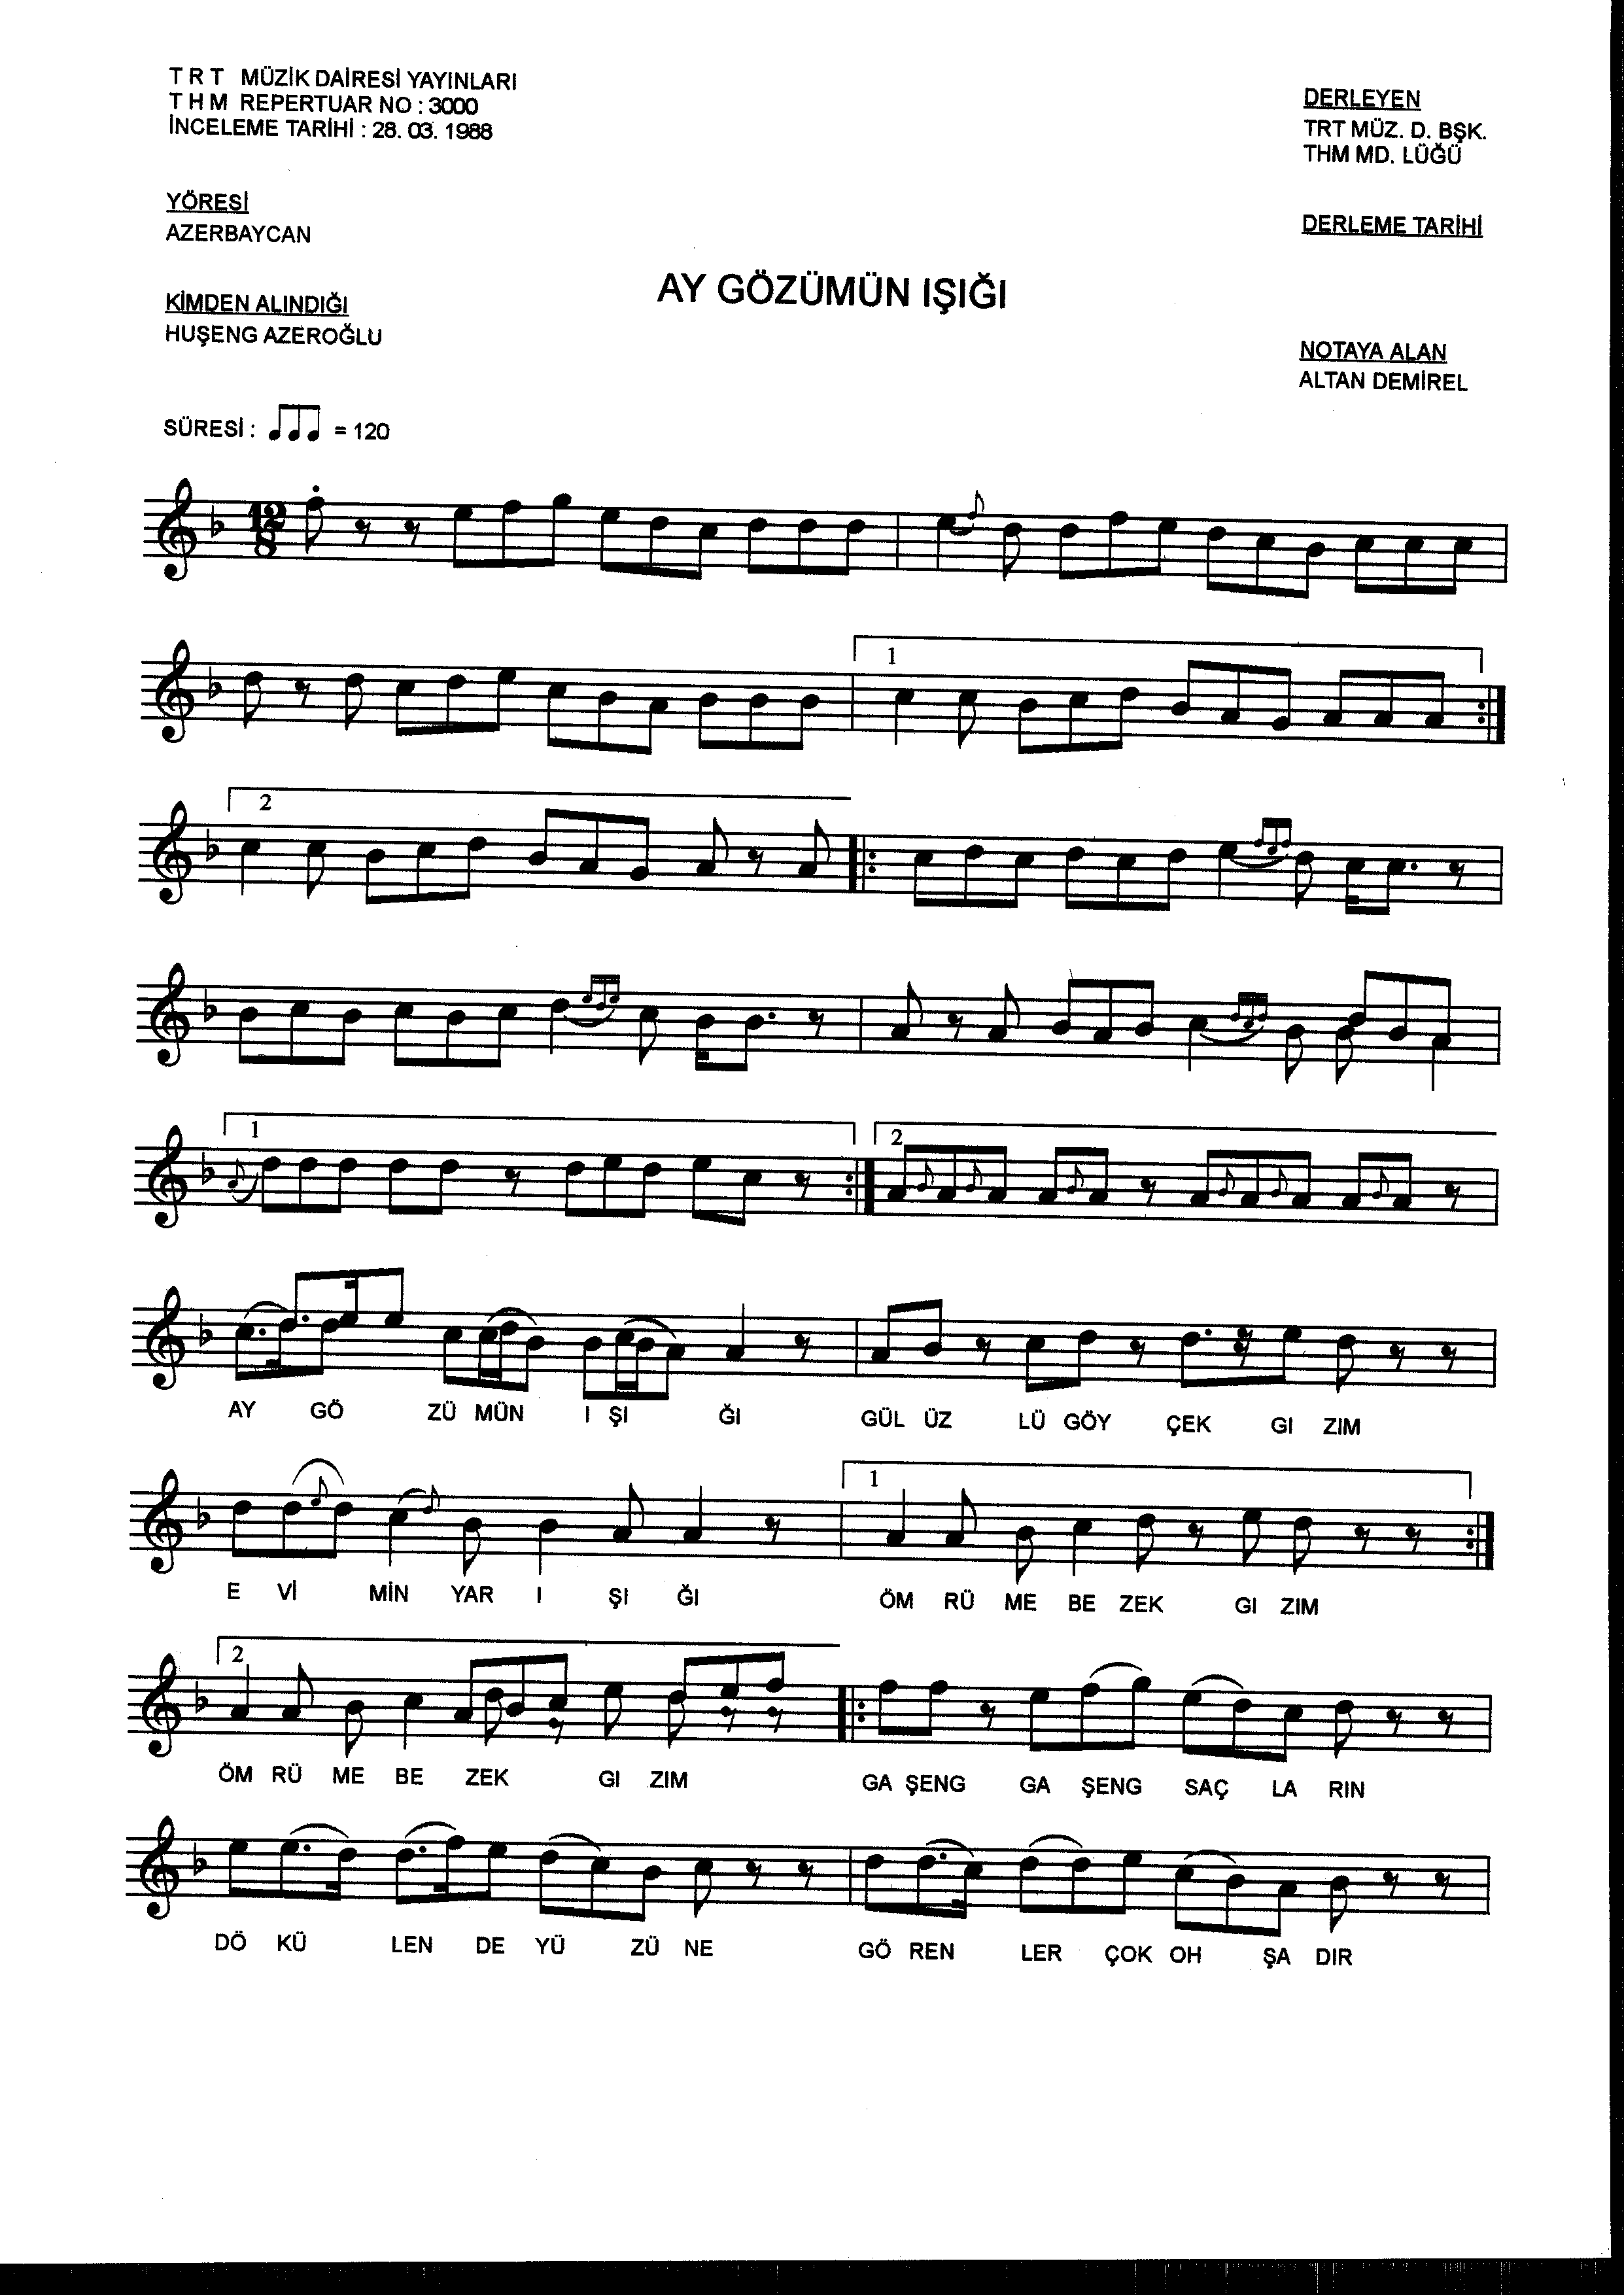 T R T MÜZİK DAİRESİ YAYINLARI
T H M REPERTUAR NO : 3000
İNCELEME TARİHİ : 28. 03. 1988
DERLEYEN
TRT MÜZ. D. BŞK.
THM MD. LÜĞÜ
YÖRESİ
AZERBAYCAN
DERLEME TARİHİ
AY GÖZÜMÜN IŞIĞI
KİMDEN ALINDIĞI
HUŞENG AZEROĞLU
NOTAYA ALAN
ALTAN DEMİREL
SÜRESİ : = 120
12
8
1
2
1
2
AY GÖ ZÜ MÜN I ŞI ĞI GÜL ÜZ LÜ GÖY ÇEK GI ZIM
1
E Vİ MİN YAR I ŞI ĞI ÖM RÜ ME BE ZEK GI ZIM
2
ÖM RÜ ME BE ZEK GI ZIM GA ŞENG GA ŞENG SAÇ LA RIN
DÖ KÜ LEN DE YÜ ZÜ NE GÖ REN LER ÇOK OH ŞA DIR